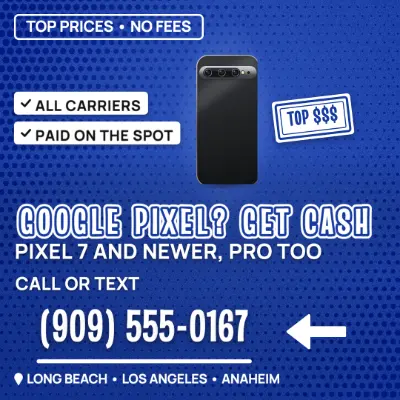 TOP PRICES • NO FEES
✓ ALL CARRIERS
✓ PAID ON THE SPOT
TOP $$$
GOOGLE PIXEL? GET CASH
PIXEL 7 AND NEWER, PRO TOO
CALL OR TEXT
(909) 555-0167
LONG BEACH • LOS ANGELES • ANAHEIM